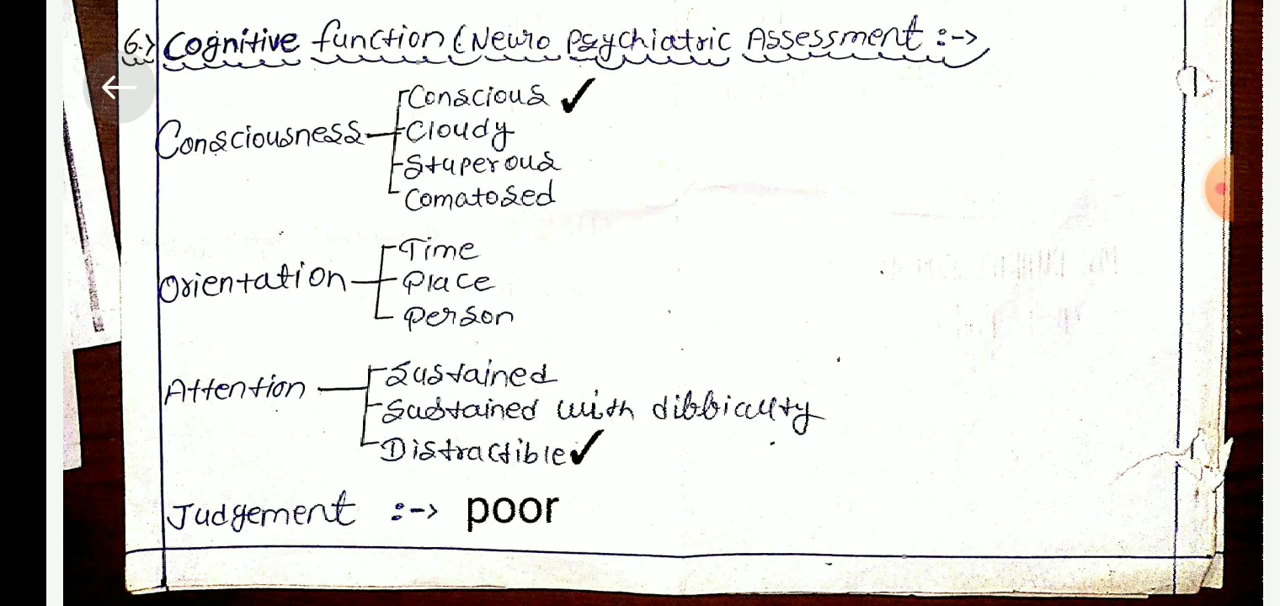 6.) Cognitive function (Neuro Psychiatric Assessment :->
Consciousness
Conscious ✓
Cloudy
Stuperous
Comatosed
Orientation
Time
Place
Person
Attention
Sustained
Sustained with difficulty
Distractible ✓
Judgement :-> poor